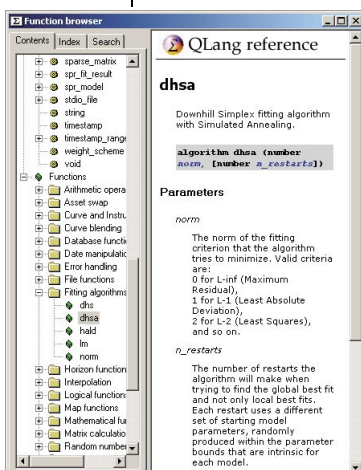 Function browser
Contents
Index
Search
sparse_matrix
spr_fit_result
spr_model
stdio_file
string
timestamp
timestamp_range
weight_scheme
void
Functions
Arithmetic opera
Asset swap
Curve and Instru
Curve blending
Database functio
Date manipulatic
Error handling
File functions
Fitting algorithms
dhs
dhsa
hald
lm
norm
Horizon function
Interpolation
Logical function:
Map functions
Mathematical fur
Matrix calculatio
Random number
QLang reference
dhsa
Downhill Simplex fitting algorithm
with Simulated Annealing.
algorithm dhsa (number
norm, [number n_restarts])
Parameters
norm
The norm of the fitting
criterion that the algorithm
tries to minimize. Valid criteria
are:
0 for L-inf (Maximum
Residual),
1 for L-1 (Least Absolute
Deviation),
2 for L-2 (Least Squares),
and so on.
n_restarts
The number of restarts the
algorithm will make when
trying to find the global best fit
and not only local best fits.
Each restart uses a different
set of starting model
parameters, randomly
produced within the parameter
bounds that are intrinsic for
each model.